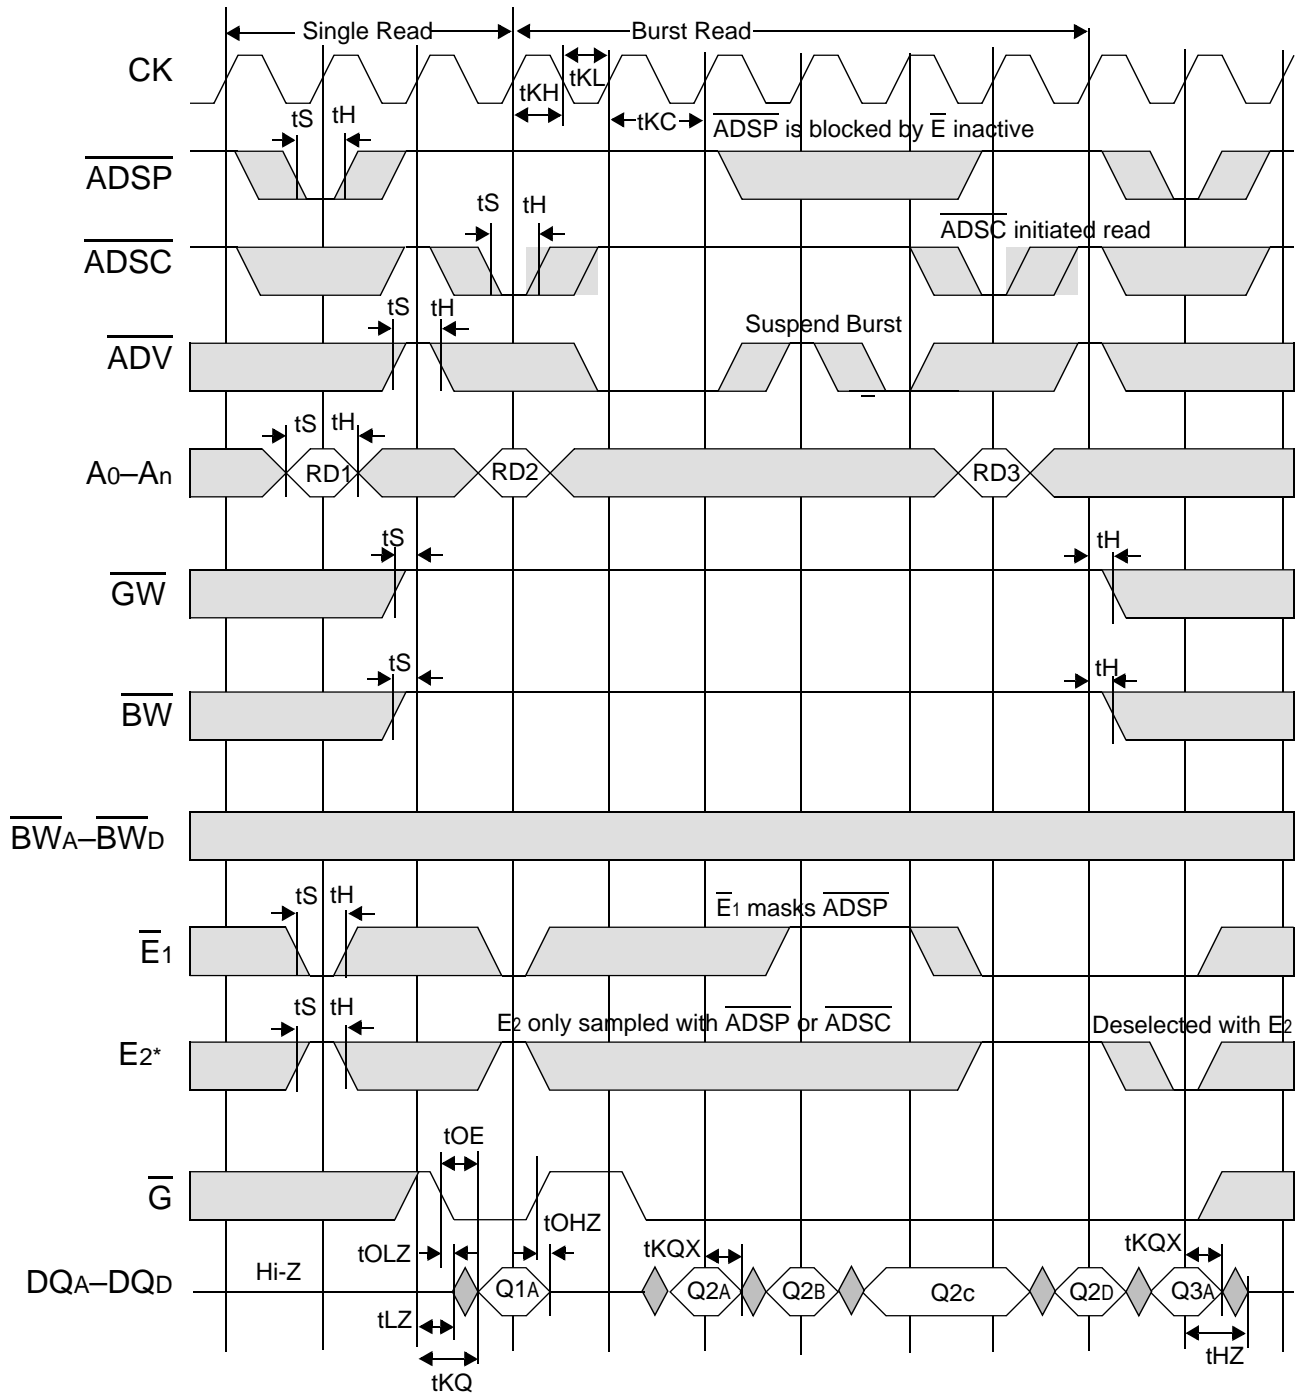 Single Read Burst Read
CK
tKL
tKH
tKC
tS tH
ADSP is blocked by E inactive
ADSP
tS tH
ADSC initiated read
ADSC
tS tH
Suspend Burst
ADV
tS tH
A0–An RD1 RD2 RD3
tS tH
GW
tS tH
BW
BWA–BWD
tS tH
E1 masks ADSP
E1
tS tH
E2 only sampled with ADSP or ADSC Deselected with E2
E2*
tOE
G
tOHZ
tOLZ tKQX tKQX
Hi-Z
DQA–DQD Q1A Q2A Q2B Q2c Q2D Q3A
tLZ
tHZ
tKQ